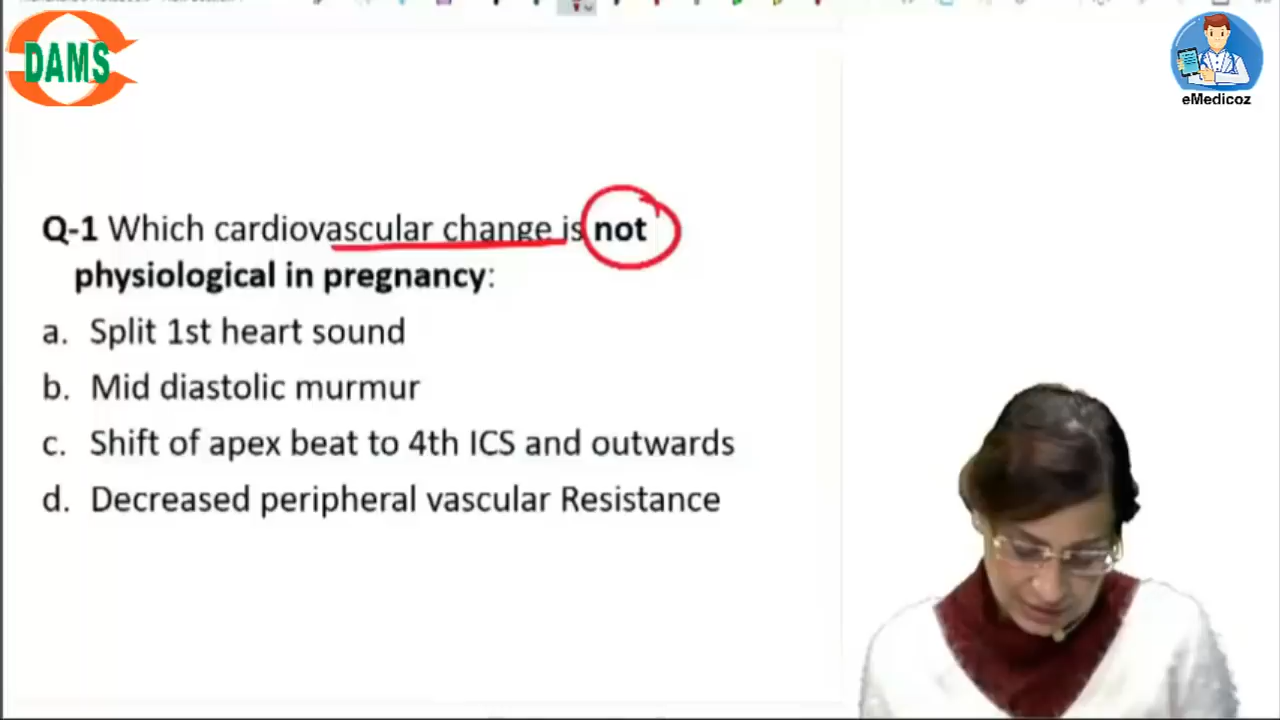 DAMS
eMedicoz
Q-1 Which cardiovascular change is not
physiological in pregnancy:
a. Split 1st heart sound
b. Mid diastolic murmur
c. Shift of apex beat to 4th ICS and outwards
d. Decreased peripheral vascular Resistance